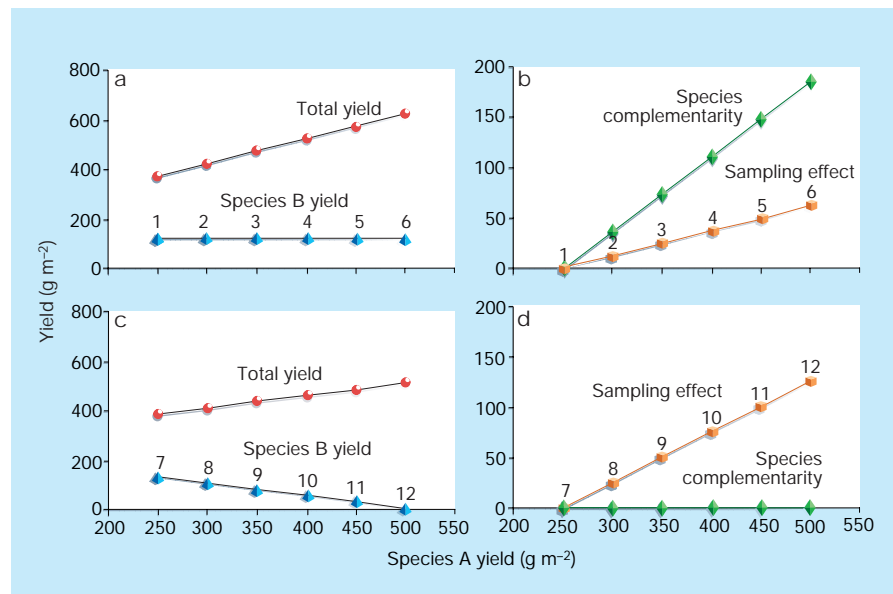 a
800
600
400
200
0
Total yield
Species B yield
1 2 3 4 5 6
b
200
150
100
50
0
Species
complementarity
Sampling effect
1 2 3 4 5 6
Yield (g m–2)
c
800
600
400
200
0
Total yield
Species B yield
7 8 9 10 11 12
200 250 300 350 400 450 500 550
d
200
150
100
50
0
Sampling effect
7 8 9 10 11 12
Species
complementarity
200 250 300 350 400 450 500 550
Species A yield (g m–2)